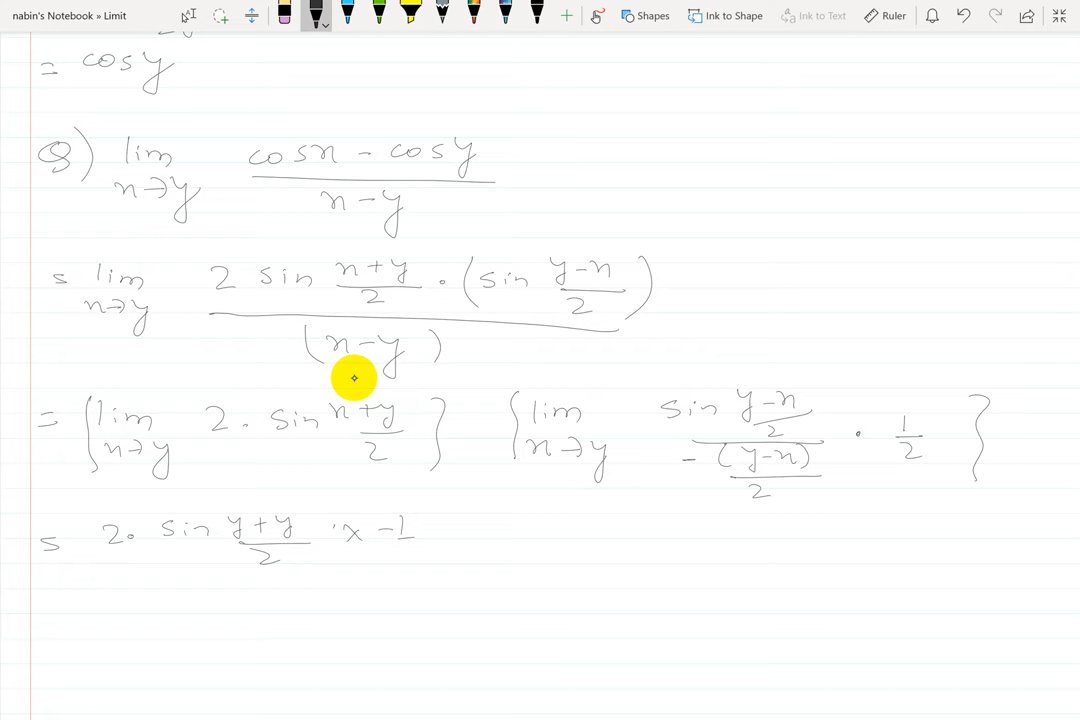 nabin's Notebook » Limit Shapes Ink to Shape Ink to Text Ruler
= cos y
Q) lim n→y (cos n - cos y)/(n - y)
= lim n→y (2 sin (n+y)/2 . (sin (y-n)/2))/(n-y)
= {lim n→y 2. sin (n+y)/2} {lim n→y (sin (y-n)/2)/(-(y-n)/2) . 1/2}
= 2. sin (y+y)/2 . x -1